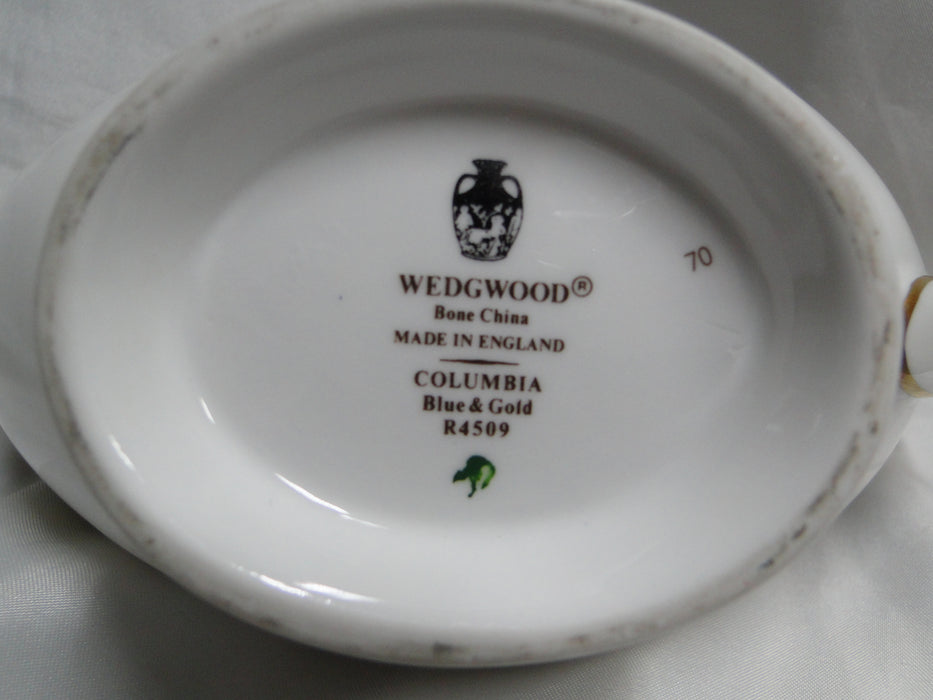 WEDGWOOD®
Bone China
MADE IN ENGLAND
COLUMBIA
Blue & Gold
R4509
70